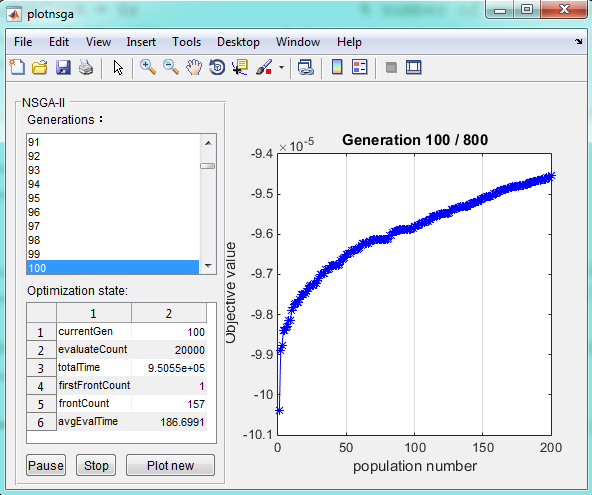 plotnsga
File Edit View Insert Tools Desktop Window Help
NSGA-II
Generations：
91
92
93
94
95
96
97
98
99
100
Optimization state:
1 2
1 currentGen 100
2 evaluateCount 20000
3 totalTime 9.5055e+05
4 firstFrontCount 1
5 frontCount 157
6 avgEvalTime 186.6991
Pause Stop Plot new
Generation 100 / 800
×10^-5
-9.4
-9.5
-9.6
-9.7
-9.8
-9.9
-10
-10.1
Objective value
0 50 100 150 200
population number